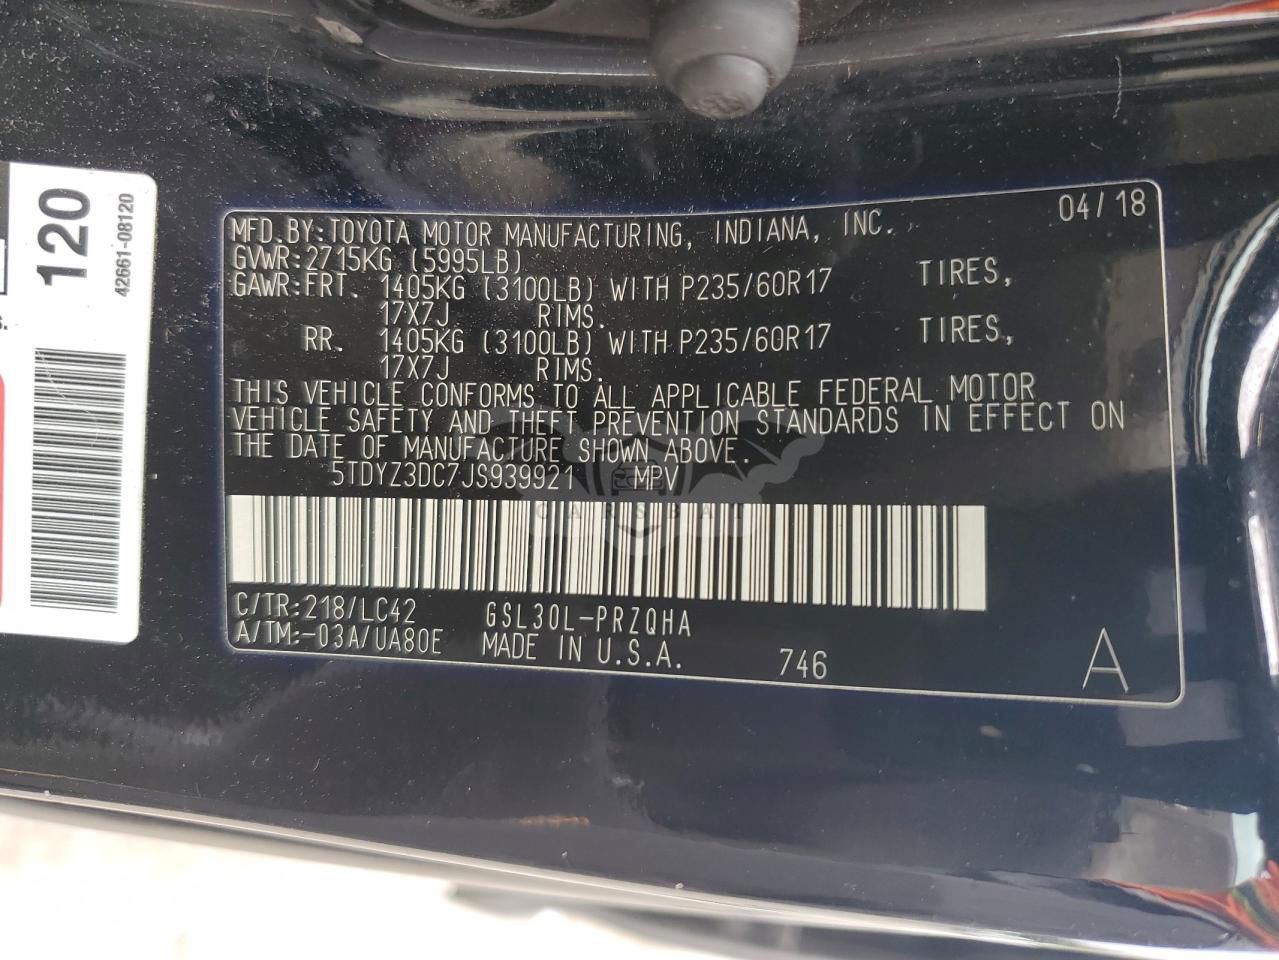 120
42661-08120
s.
MFD.BY:TOYOTA MOTOR MANUFACTURING, INDIANA, INC. 04/18
GVWR:2715KG (5995LB)
GAWR:FRT. 1405KG (3100LB) WITH P235/60R17 TIRES,
17X7J RIMS.
RR. 1405KG (3100LB) WITH P235/60R17 TIRES,
17X7J RIMS.
THIS VEHICLE CONFORMS TO ALL APPLICABLE FEDERAL MOTOR
VEHICLE SAFETY AND THEFT PREVENTION STANDARDS IN EFFECT ON
THE DATE OF MANUFACTURE SHOWN ABOVE.
5TDYZ3DC7JS939921 MPV
CARSBAT
C/TR:218/LC42 GSL30L-PRZQHA
A/TM:-03A/UA80E MADE IN U.S.A. 746 A